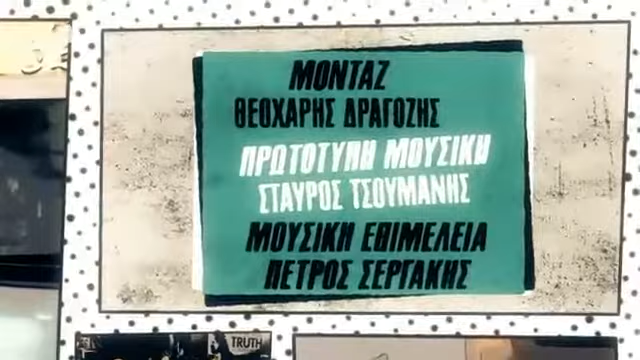 ΜΟΝΤΑΖ
ΘΕΟΧΑΡΗΣ ΔΡΑΓΟΖΗΣ
ΠΡΩΤΟΤΥΠΗ ΜΟΥΣΙΚΗ
ΣΤΑΥΡΟΣ ΤΣΟΥΜΑΝΗΣ
ΜΟΥΣΙΚΗ ΕΠΙΜΕΛΕΙΑ
ΠΕΤΡΟΣ ΣΕΡΓΑΚΗΣ
TRUTH